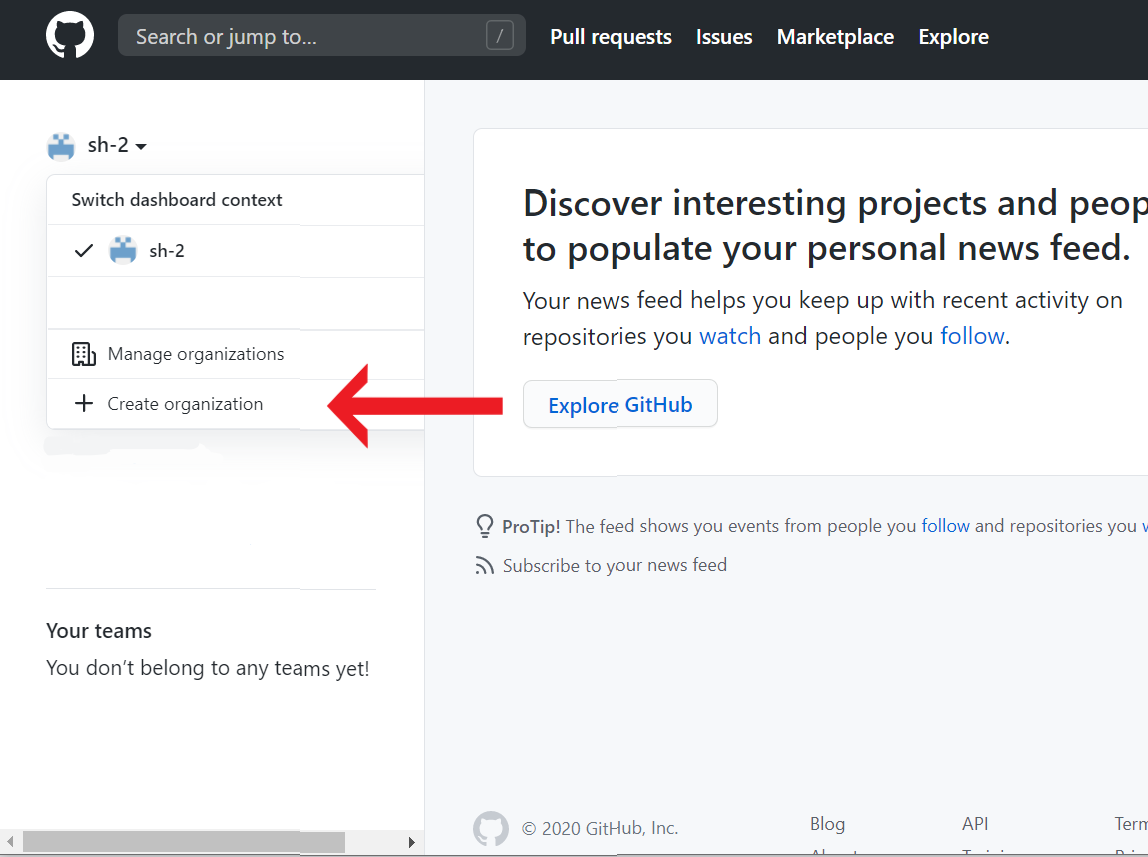 Search or jump to...
/
Pull requests
Issues
Marketplace
Explore
sh-2
Switch dashboard context
sh-2
Manage organizations
Create organization
Discover interesting projects and peop
to populate your personal news feed.
Your news feed helps you keep up with recent activity on
repositories you watch and people you follow.
Explore GitHub
ProTip! The feed shows you events from people you follow and repositories you w
Subscribe to your news feed
Your teams
You don’t belong to any teams yet!
© 2020 GitHub, Inc.
Blog
API
Term